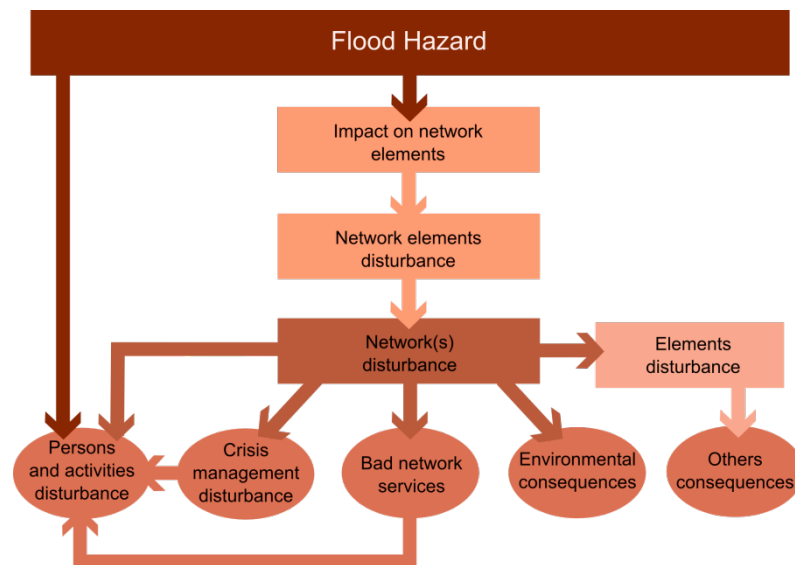 Flood Hazard
Impact on network
elements
Network elements
disturbance
Network(s)
disturbance
Elements
disturbance
Persons
and activities
disturbance
Crisis
management
disturbance
Bad network
services
Environmental
consequences
Others
consequences